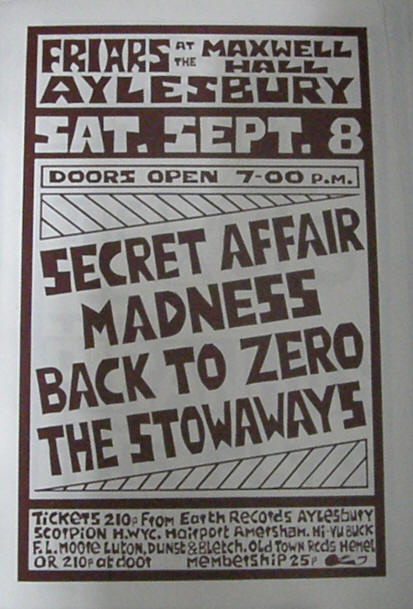 FRIARS AT THE MAXWELL HALL
AYLESBURY
SAT. SEPT. 8
DOORS OPEN 7-00 P.M.
SECRET AFFAIR
MADNESS
BACK TO ZERO
THE STOWAWAYS
Tickets 210p From Earth Records AYLESBURY
Scorpion H.WYC. Hairport Amersham. Hi-Vu BUCK
F.L. Moore Luton, Dunst & Bletch. Old Town Rcds Hemel
OR 210p at door Membership 25p